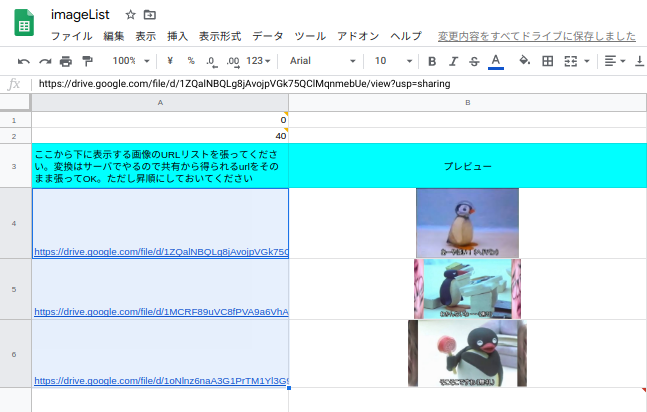 imageList
ファイル 編集 表示 挿入 表示形式 データ ツール アドオン ヘルプ 変更内容をすべてドライブに保存しました
100% ¥ % .0 .00 123 Arial 10 B I S A
fx https://drive.google.com/file/d/1ZQalNBQLg8jAvojpVGk75QClMqnmebUe/view?usp=sharing
A B
1 0
2 40
3 ここから下に表示する画像のURLリストを張ってくださ
い。変換はサーバでやるので共有から得られるurlをその
まま張ってOK。ただし昇順にしておいてください
プレビュー
4 https://drive.google.com/file/d/1ZQalNBQLg8jAvojpVGk75C
5 https://drive.google.com/file/d/1MCRF89uVC8fPVA9a6VhA
6 https://drive.google.com/file/d/1oNlnz6naA3G1PrTM1Yl3G9